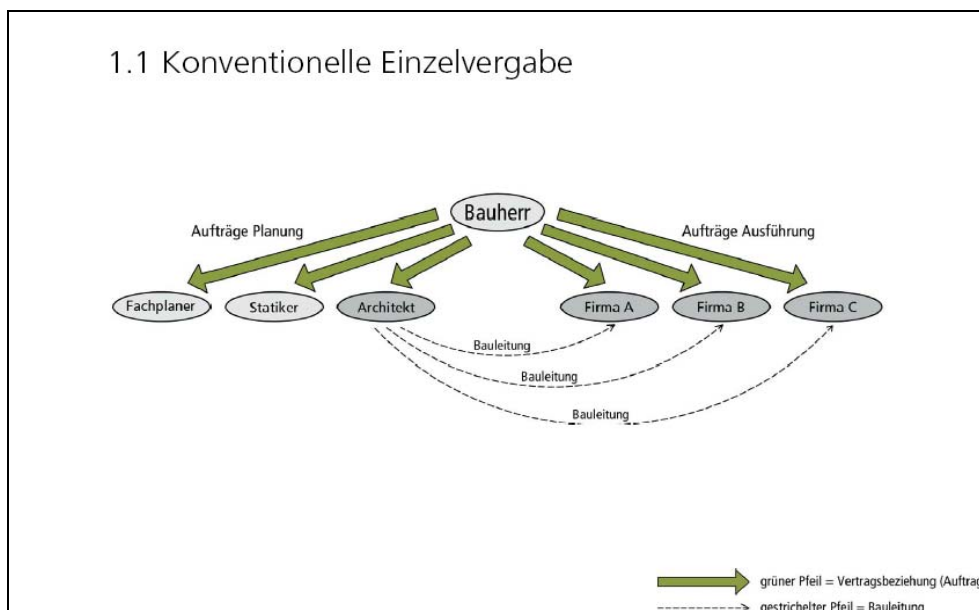 1.1 Konventionelle Einzelvergabe
Bauherr
Aufträge Planung
Aufträge Ausführung
Fachplaner
Statiker
Architekt
Firma A
Firma B
Firma C
Bauleitung
Bauleitung
Bauleitung
grüner Pfeil = Vertragsbeziehung (Auftrag
gestrichelter Pfeil = Bauleitung